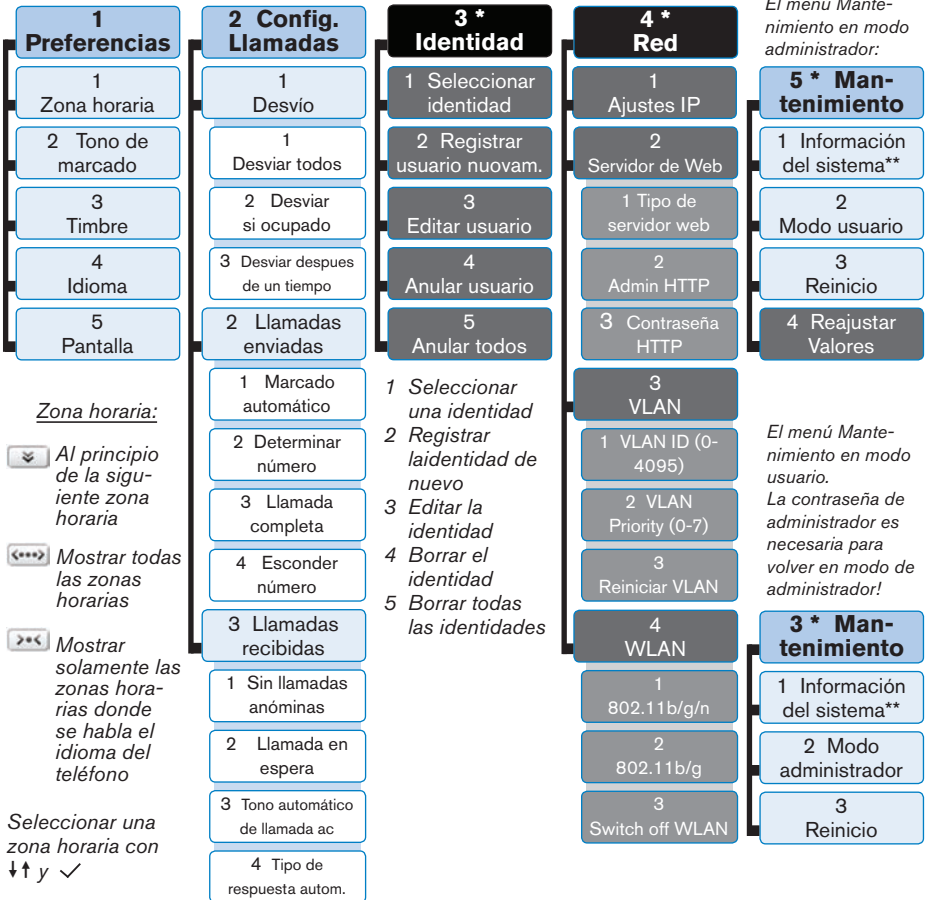 1
Preferencias
1
Zona horaria
2 Tono de
marcado
3
Timbre
4
Idioma
5
Pantalla
Zona horaria:
Al principio
de la sigu-
iente zona
horaria
Mostrar todas
las zonas
horarias
Mostrar
solamente las
zonas hora-
rias donde
se habla el
idioma del
teléfono
Seleccionar una
zona horaria con
↓↑ y ✓
2 Config.
Llamadas
1
Desvío
1
Desviar todos
2 Desviar
si ocupado
3 Desviar despues
de un tiempo
2 Llamadas
enviadas
1 Marcado
automático
2 Determinar
número
3 Llamada
completa
4 Esconder
número
3 Llamadas
recibidas
1 Sin llamadas
anóminas
2 Llamada en
espera
3 Tono automático
de llamada ac
4 Tipo de
respuesta autom.
3 *
Identidad
1 Seleccionar
identidad
2 Registrar
usuario nuovam.
3
Editar usuario
4
Anular usuario
5
Anular todos
1 Seleccionar
una identidad
2 Registrar
laidentidad de
nuevo
3 Editar la
identidad
4 Borrar el
identidad
5 Borrar todas
las identidades
4 *
Red
1
Ajustes IP
2
Servidor de Web
1 Tipo de
servidor web
2
Admin HTTP
3 Contraseña
HTTP
3
VLAN
1 VLAN ID (0-
4095)
2 VLAN
Priority (0-7)
3
Reiniciar VLAN
4
WLAN
1
802.11b/g/n
2
802.11b/g
3
Switch off WLAN
El menú Mante-
nimiento en modo
administrador:
5 * Man-
tenimiento
1 Información
del sistema**
2
Modo usuario
3
Reinicio
4 Reajustar
Valores
El menú Mante-
nimiento en modo
usuario.
La contraseña de
administrador es
necesaria para
volver en modo de
administrador!
3 * Man-
tenimiento
1 Información
del sistema**
2 Modo
administrador
3
Reinicio